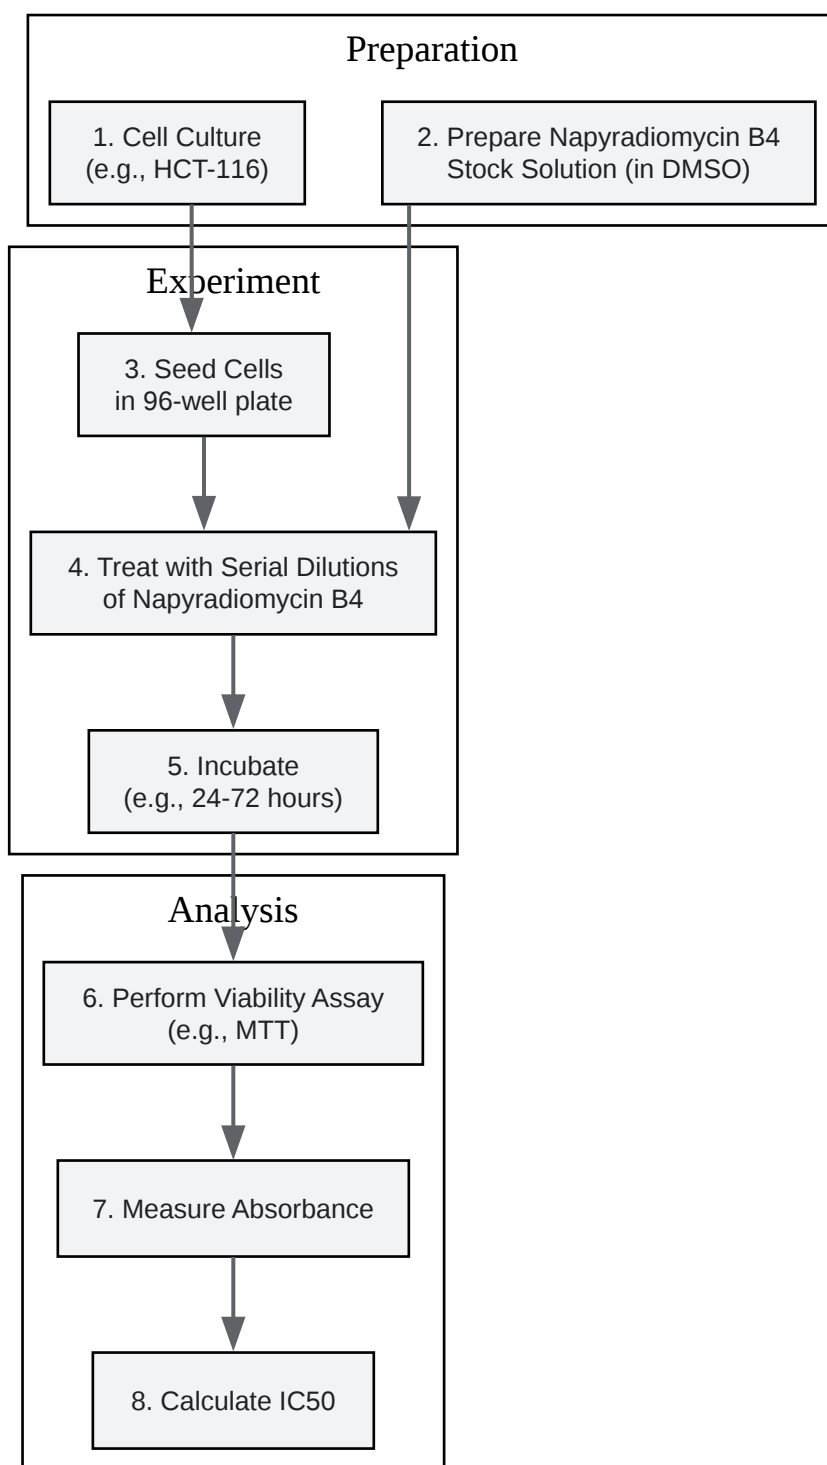 Preparation
1. Cell Culture
(e.g., HCT-116)
2. Prepare Napyradiomycin B4
Stock Solution (in DMSO)
Experiment
3. Seed Cells
in 96-well plate
4. Treat with Serial Dilutions
of Napyradiomycin B4
5. Incubate
(e.g., 24-72 hours)
Analysis
6. Perform Viability Assay
(e.g., MTT)
7. Measure Absorbance
8. Calculate IC50